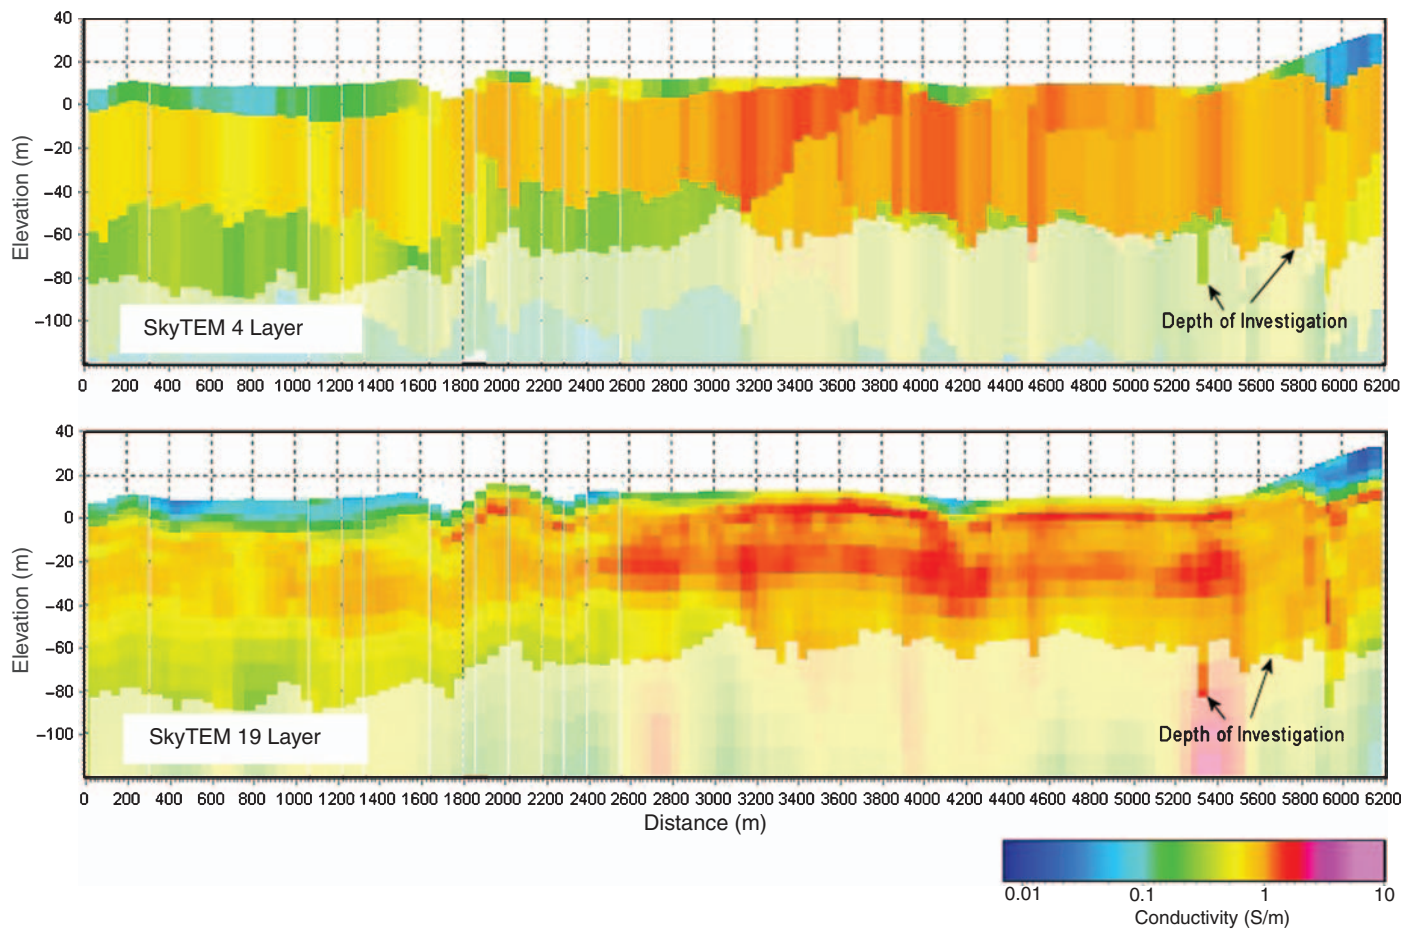 40
20
0
−20
−40
−60
−80
−100
Elevation (m)
SkyTEM 4 Layer
Depth of Investigation
0 200 400 600 800 1000 1200 1400 1600 1800 2000 2200 2400 2600 2800 3000 3200 3400 3600 3800 4000 4200 4400 4600 4800 5000 5200 5400 5600 5800 6000 6200
40
20
0
−20
−40
−60
−80
−100
Elevation (m)
SkyTEM 19 Layer
Depth of Investigation
0 200 400 600 800 1000 1200 1400 1600 1800 2000 2200 2400 2600 2800 3000 3200 3400 3600 3800 4000 4200 4400 4600 4800 5000 5200 5400 5600 5800 6000 6200
Distance (m)
0.01 0.1 1 10
Conductivity (S/m)